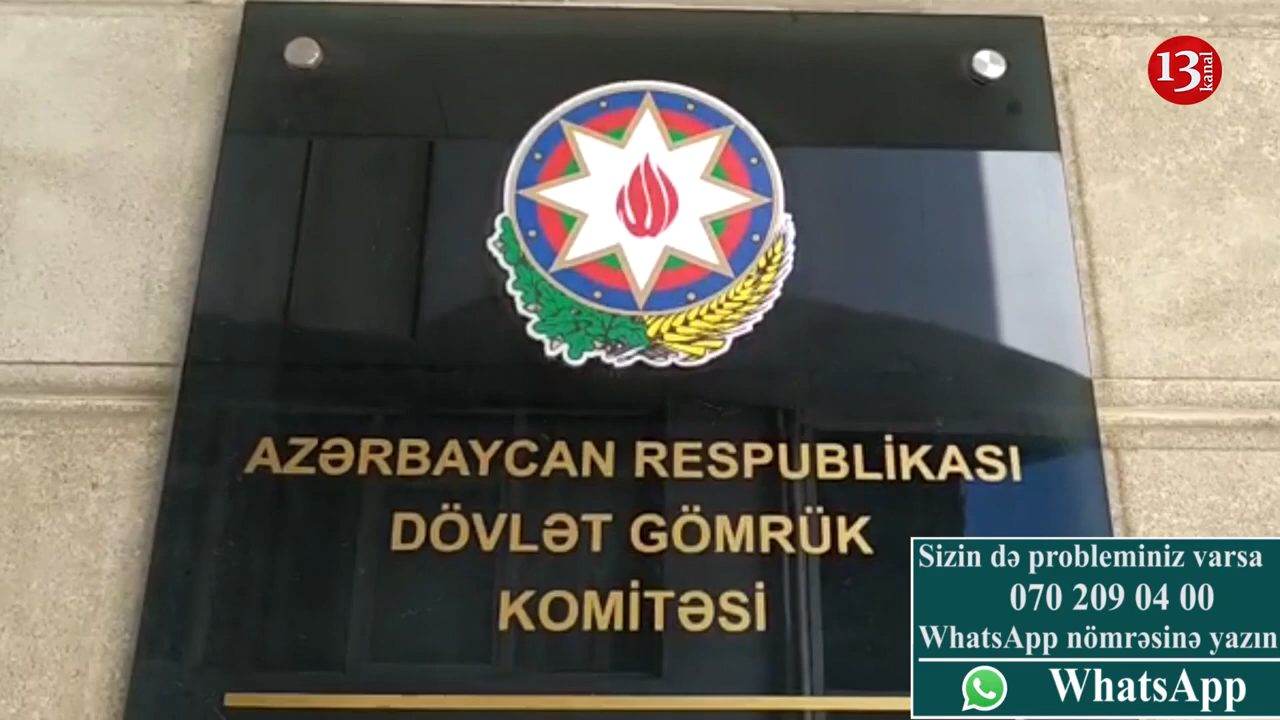 13
kanal
AZƏRBAYCAN RESPUBLİKASI
DÖVLƏT GÖMRÜK
KOMİTƏSİ
Sizin də probleminiz varsa
070 209 04 00
WhatsApp nömrəsinə yazın
WhatsApp